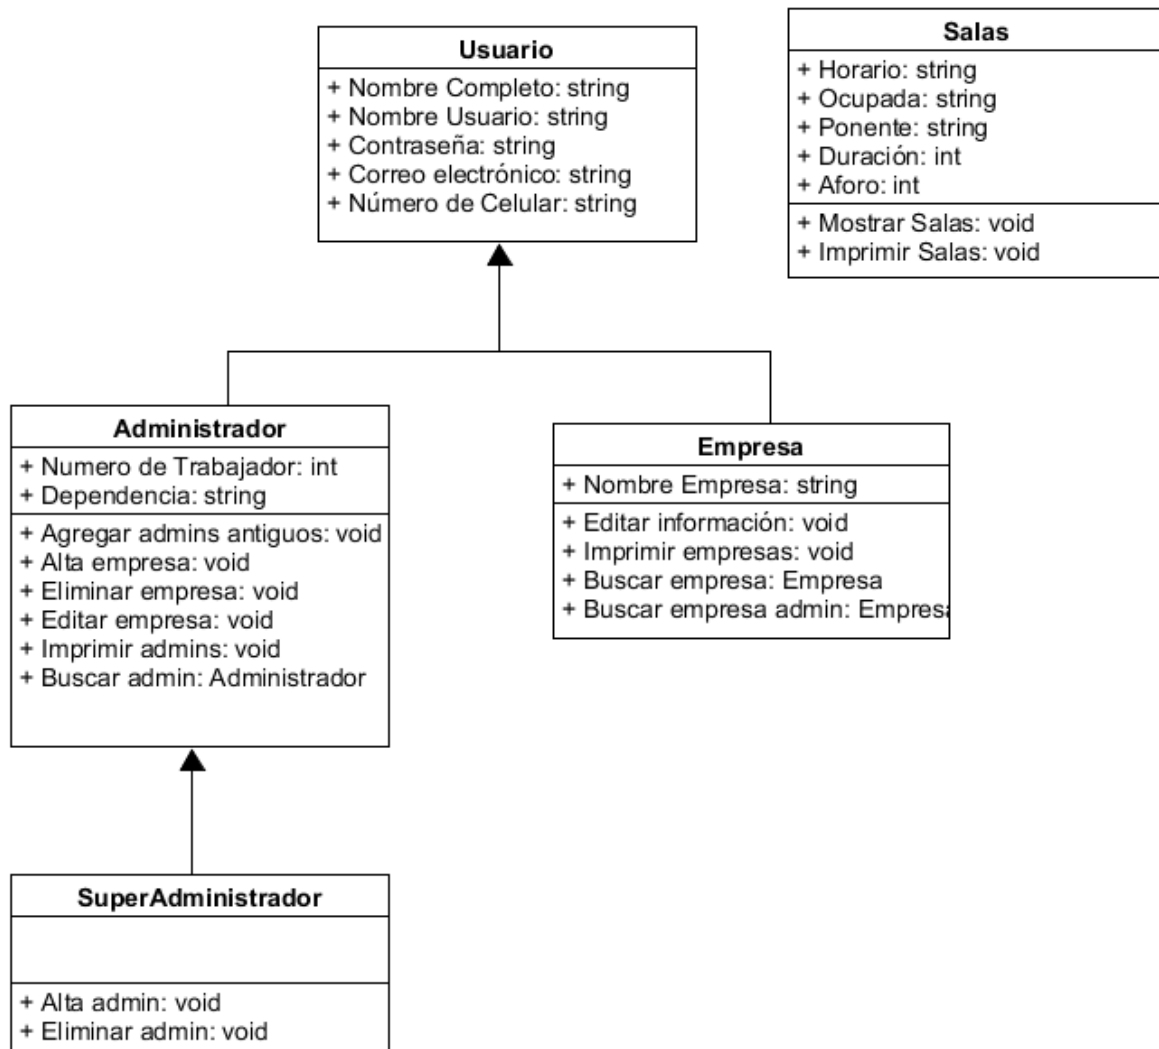 Usuario
+ Nombre Completo: string
+ Nombre Usuario: string
+ Contraseña: string
+ Correo electrónico: string
+ Número de Celular: string
Salas
+ Horario: string
+ Ocupada: string
+ Ponente: string
+ Duración: int
+ Aforo: int
+ Mostrar Salas: void
+ Imprimir Salas: void
Administrador
+ Numero de Trabajador: int
+ Dependencia: string
+ Agregar admins antiguos: void
+ Alta empresa: void
+ Eliminar empresa: void
+ Editar empresa: void
+ Imprimir admins: void
+ Buscar admin: Administrador
Empresa
+ Nombre Empresa: string
+ Editar información: void
+ Imprimir empresas: void
+ Buscar empresa: Empresa
+ Buscar empresa admin: Empresa
SuperAdministrador
+ Alta admin: void
+ Eliminar admin: void